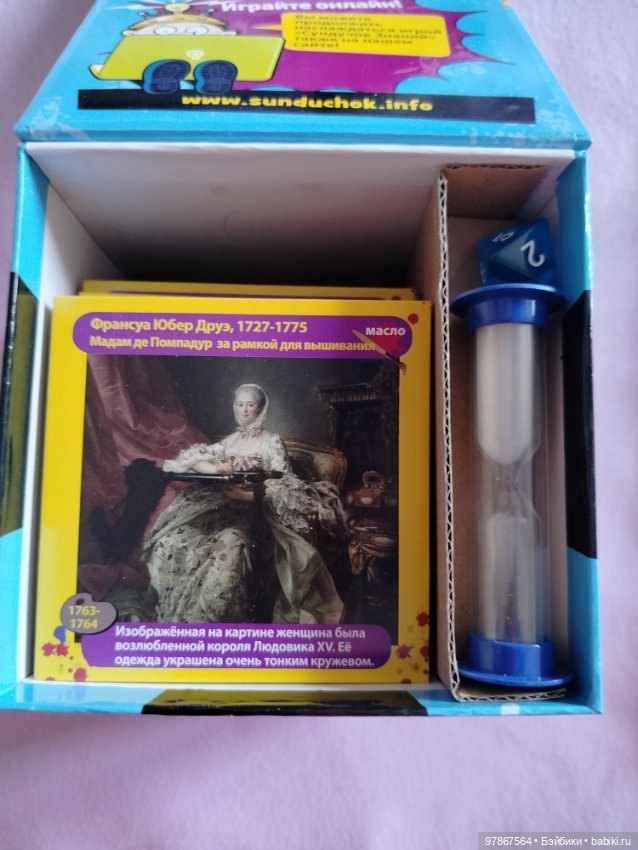 Играйте онлайн!
Вы можете
продолжить
наслаждаться игрой
«Сундучок Знаний»
также на нашем
сайте!
www.sunduchok.info
2
Франсуа Юбер Друэ, 1727-1775
масло
Мадам де Помпадур за рамкой для вышивания
1763-
1764
Изображённая на картине женщина была
возлюбленной короля Людовика XV. Её
одежда украшена очень тонким кружевом.
97867564 • Бэйбики • babiki.ru